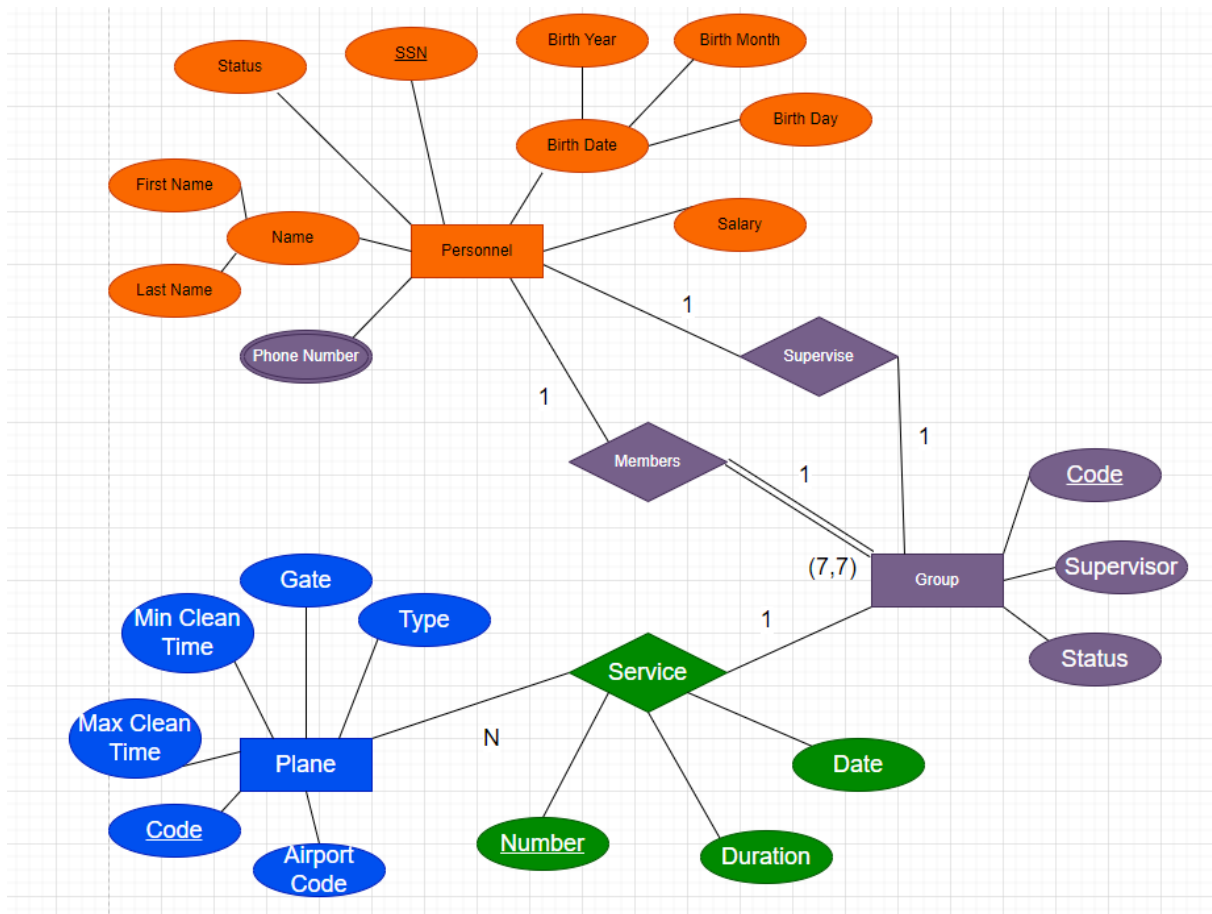 Birth Year
Birth Month
SSN
Status
Birth Day
Birth Date
First Name
Name
Salary
Personnel
Last Name
1
Phone Number
Supervise
1
1
Members
1
Code
(7,7)
Supervisor
Group
Gate
Type
Min Clean
Time
1
Status
Service
Max Clean
Time
N
Plane
Date
Code
Number
Duration
Airport
Code